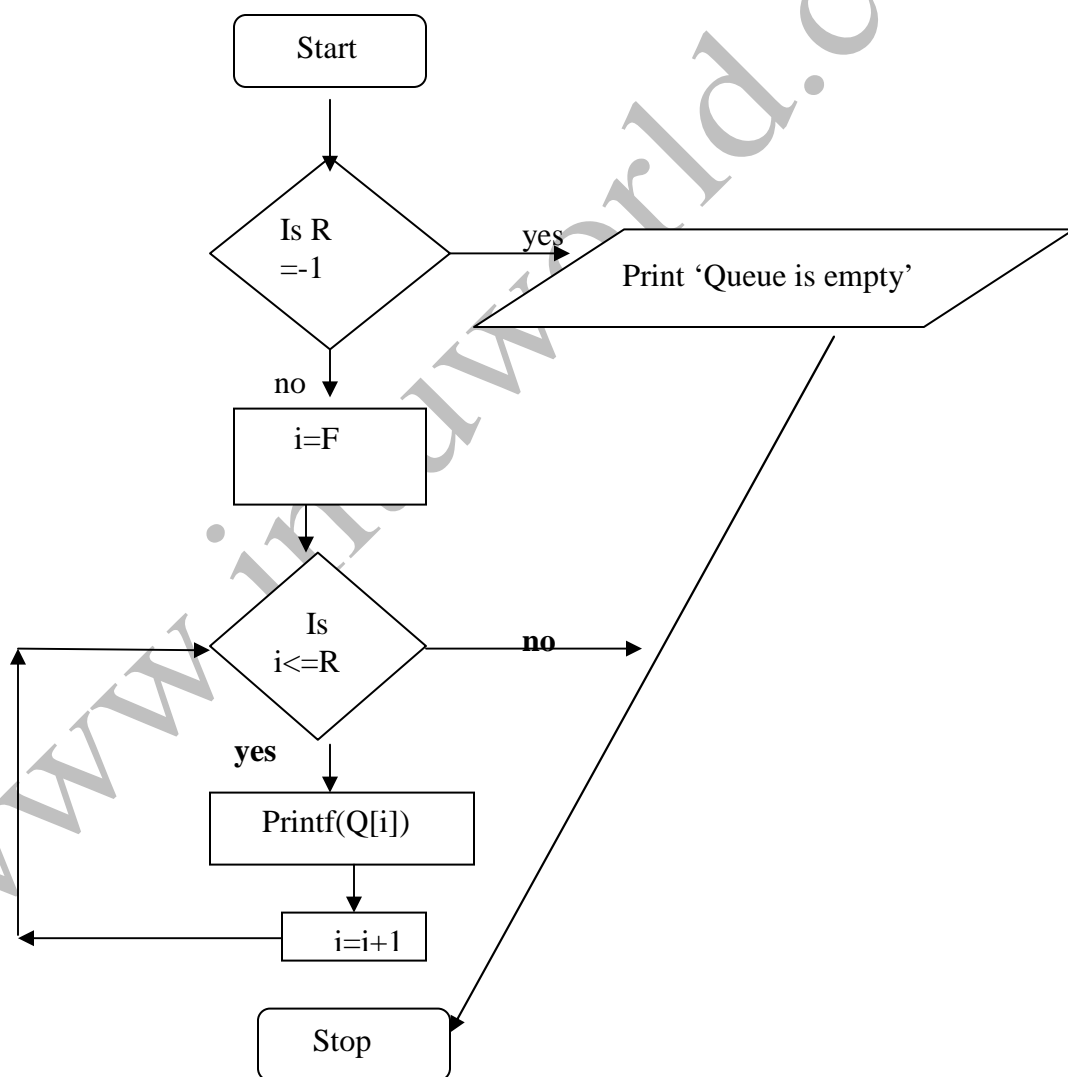 Start
Is R
=-1
yes
Print ‘Queue is empty’
no
i=F
Is
i<=R
no
yes
Printf(Q[i])
i=i+1
Stop